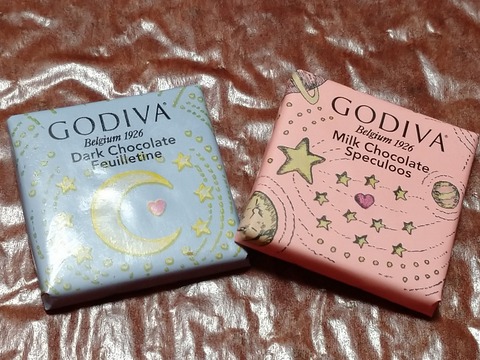 GODIVA
Belgium 1926
Dark Chocolate
Feuilletine
GODIVA
Belgium 1926
Milk Chocolate
Speculoos